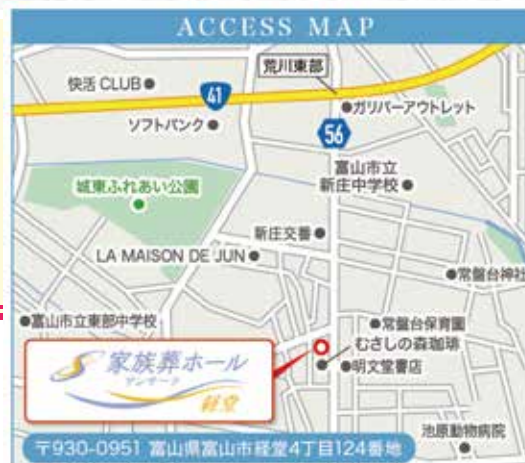 ACCESS MAP
荒川東部
快活 CLUB
41
ガリバーアウトレット
ソフトバンク
56
富山市立
新庄中学校
城東ふれあい公園
新庄交番
LA MAISON DE JUN
常盤台神社
富山市立東部中学校
常盤台保育園
むさしの森珈琲
明文堂書店
家族葬ホール
アンサーク
経堂
池原動物病院
〒930-0951 富山県富山市経堂4丁目124番地